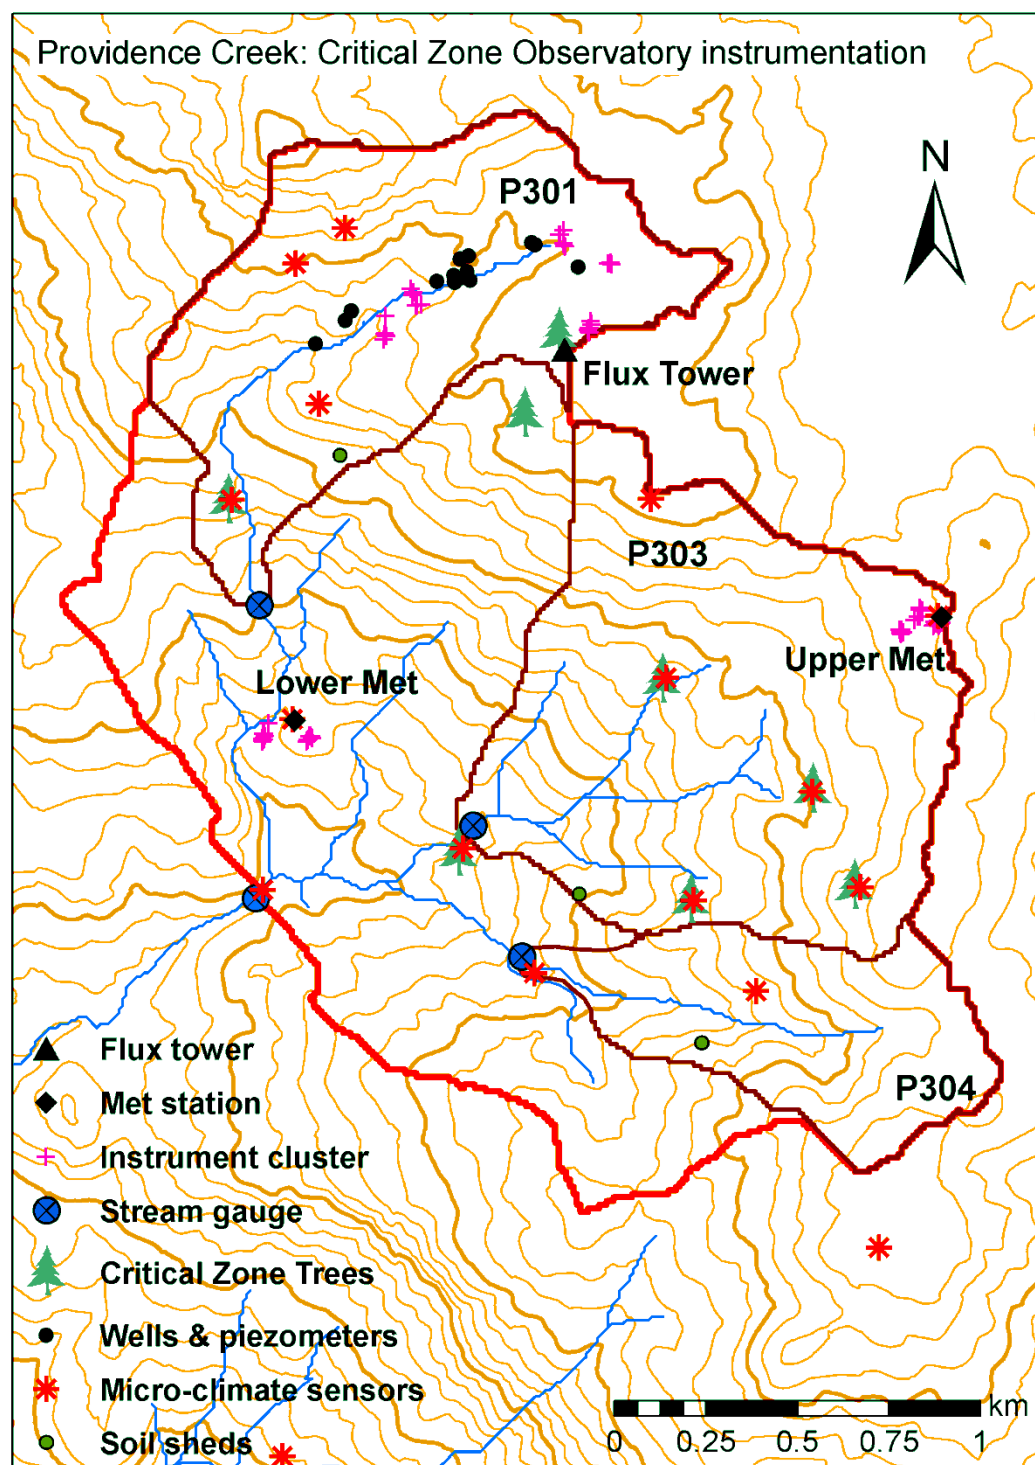 Providence Creek: Critical Zone Observatory instrumentation
N
P301
Flux Tower
P303
Upper Met
Lower Met
P304
Flux tower
Met station
Instrument cluster
Stream gauge
Critical Zone Trees
Wells & piezometers
Micro-climate sensors
Soil sheds
km
0 0.25 0.5 0.75 1